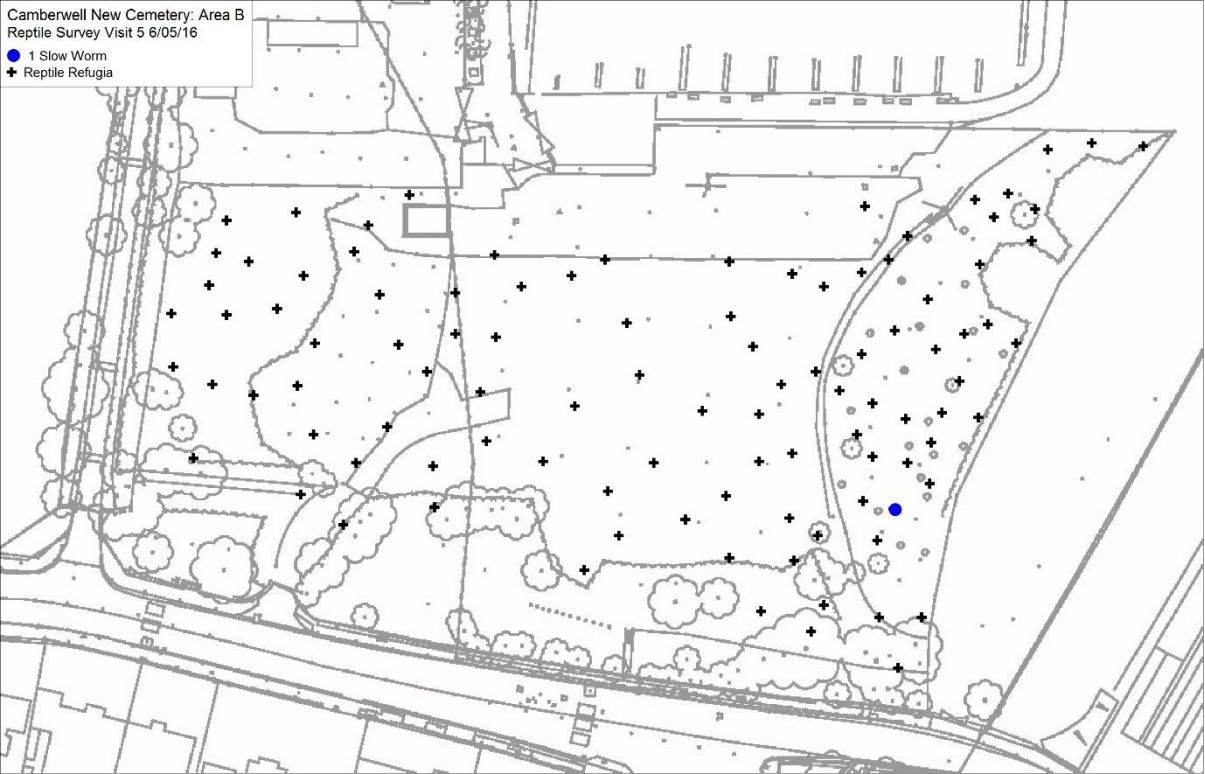 Camberwell New Cemetery: Area B
Reptile Survey Visit 5 6/05/16
1 Slow Worm
Reptile Refugia